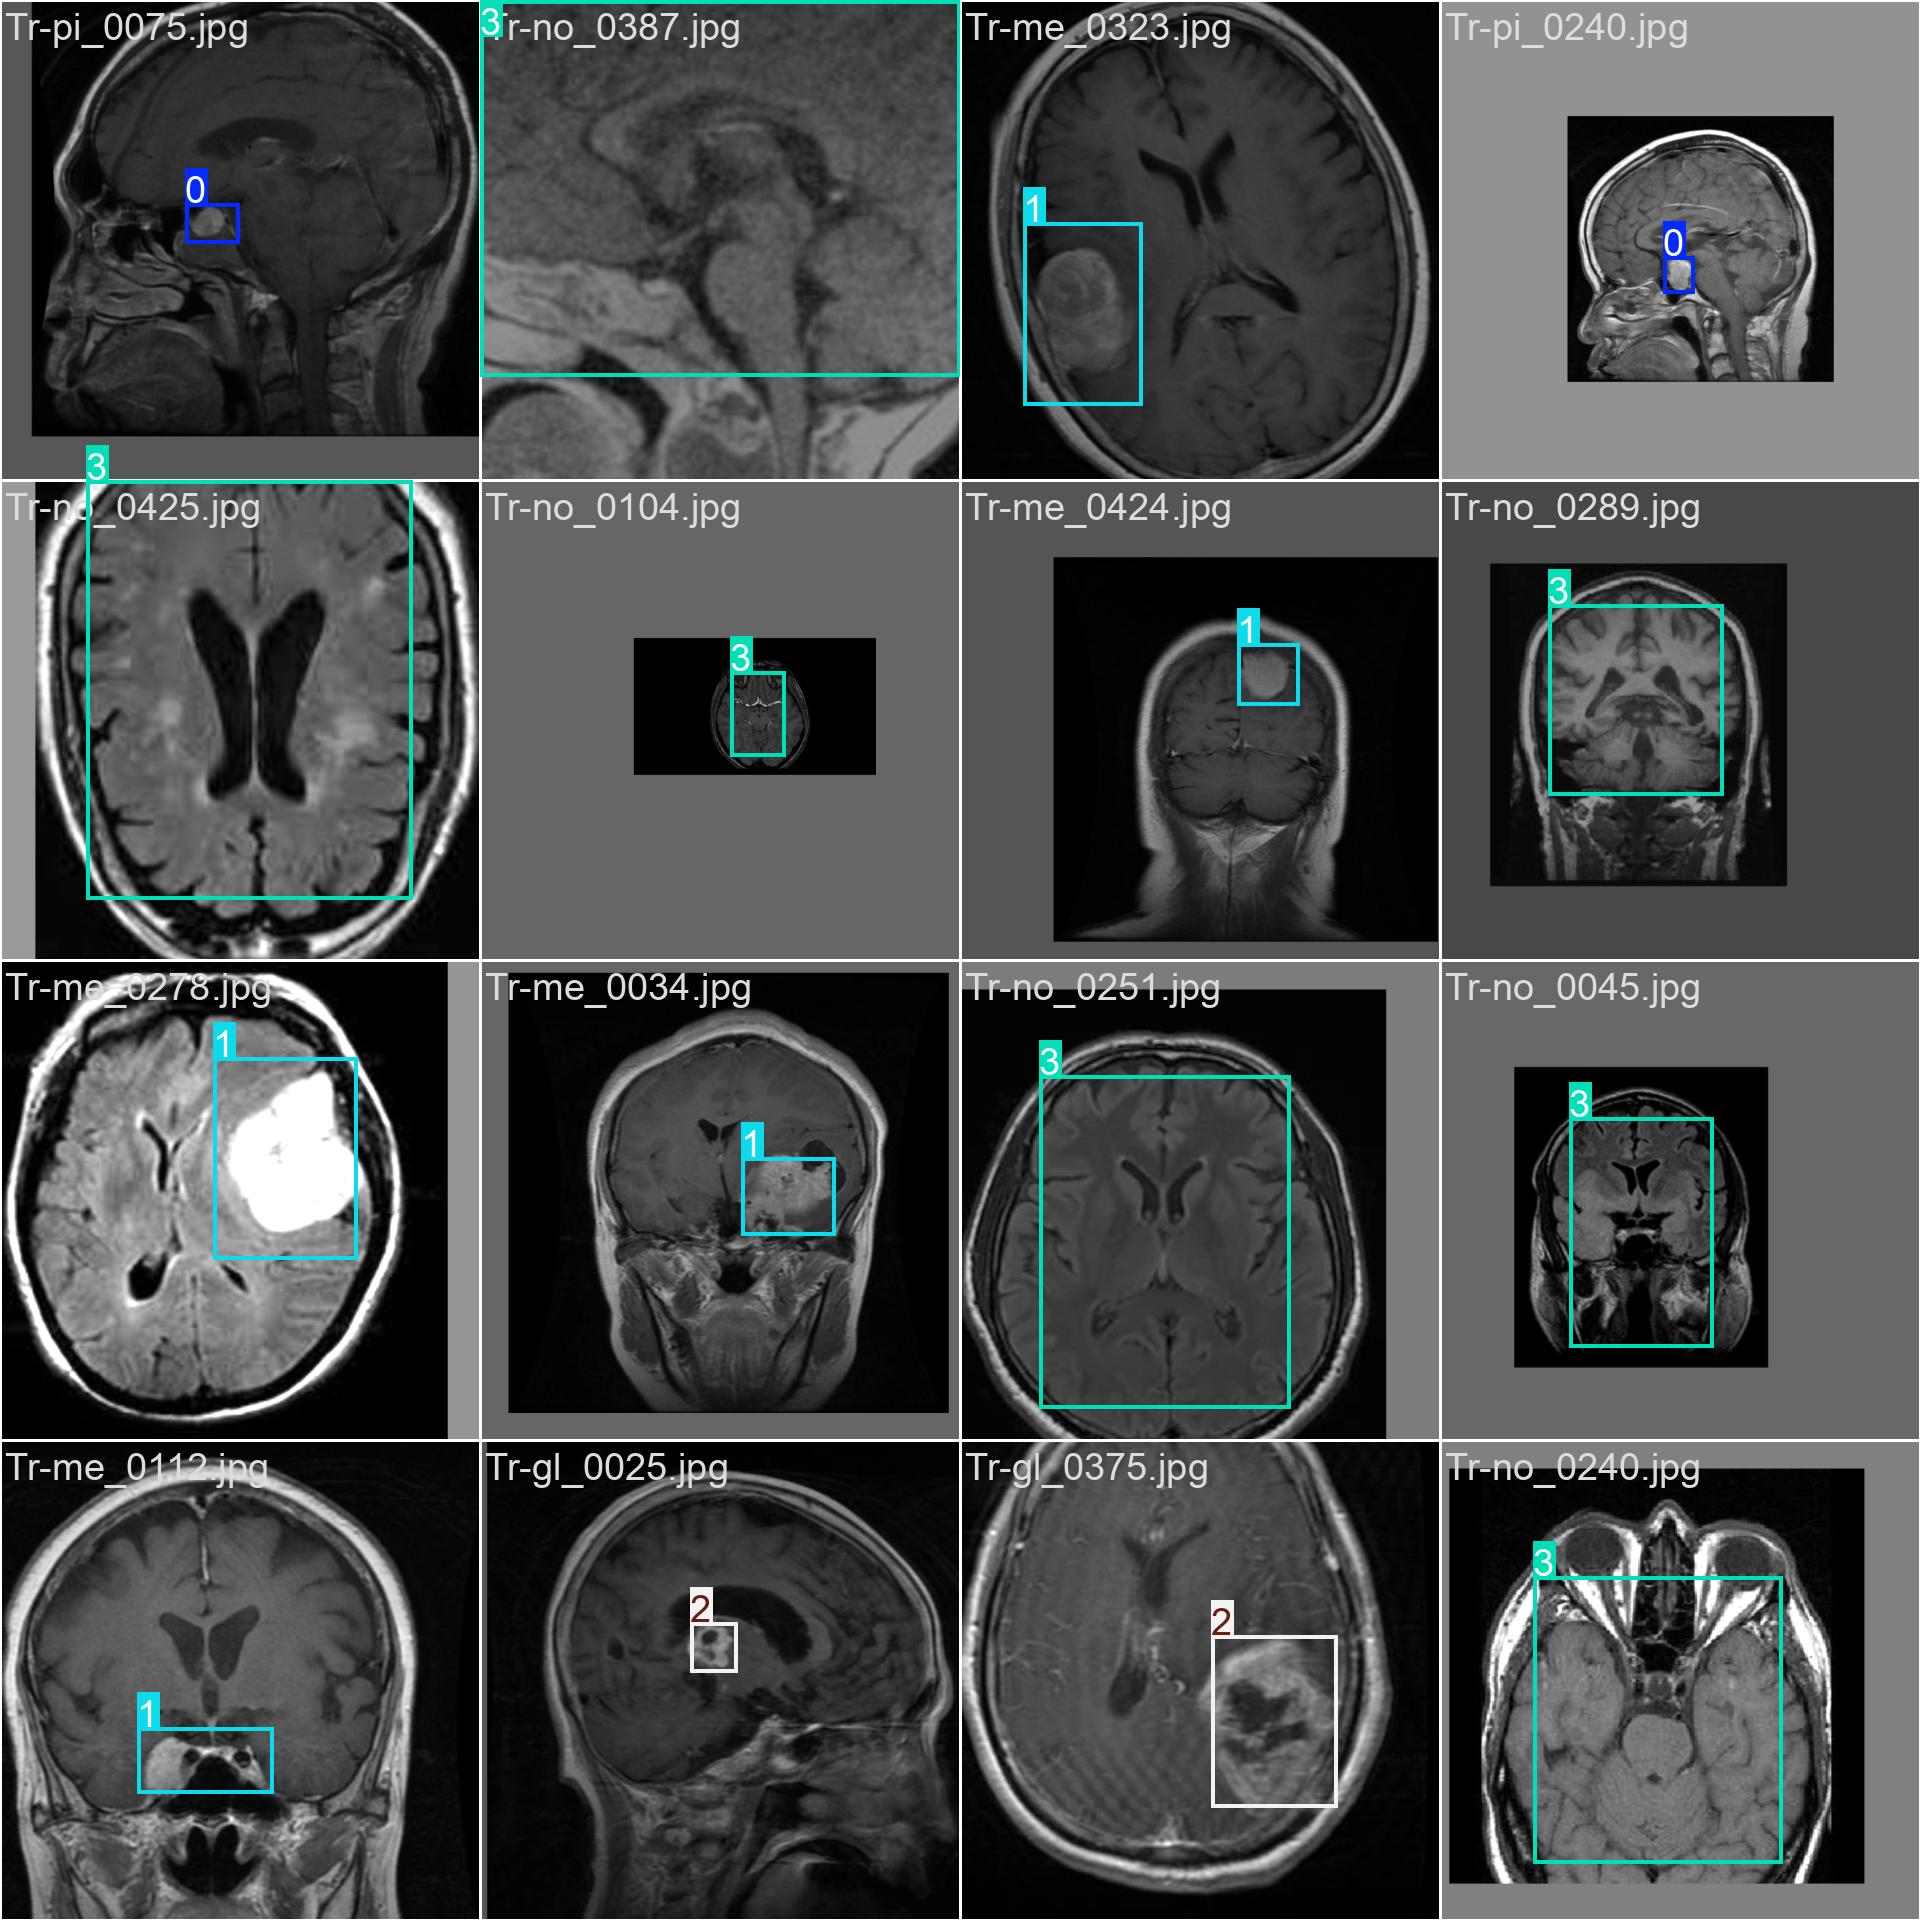 Tr-pi_0075.jpg
0
3
Tr-no_0387.jpg
Tr-me_0323.jpg
1
Tr-pi_0240.jpg
0
3
Tr-no_0425.jpg
Tr-no_0104.jpg
3
Tr-me_0424.jpg
1
Tr-no_0289.jpg
3
Tr-me_0278.jpg
1
Tr-me_0034.jpg
1
Tr-no_0251.jpg
3
Tr-no_0045.jpg
3
Tr-me_0112.jpg
1
Tr-gl_0025.jpg
2
Tr-gl_0375.jpg
2
Tr-no_0240.jpg
3